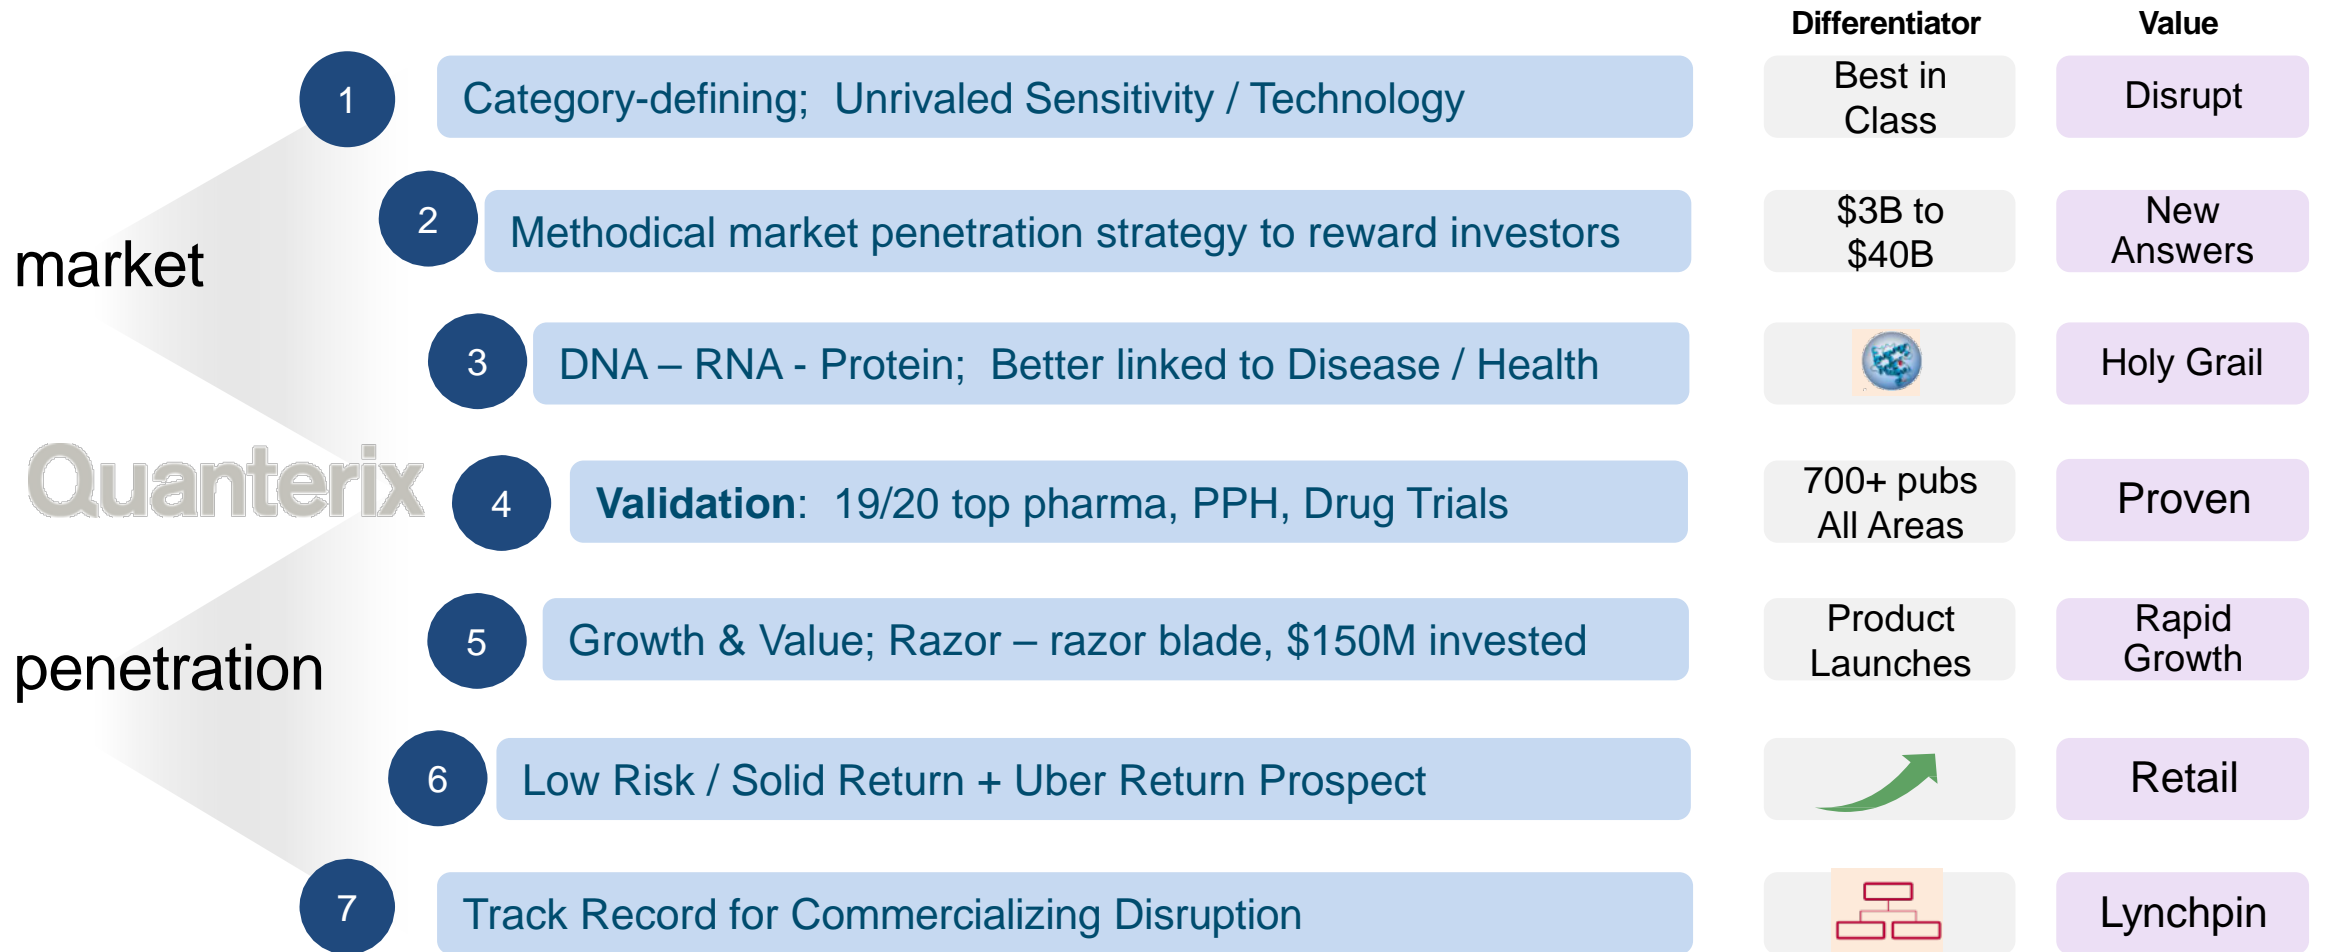 Differentiator Value
1 Category-defining; Unrivaled Sensitivity / Technology
Best in
Class
Disrupt
2 Methodical market penetration strategy to reward investors
$3B to
$40B
New
Answers
market
3 DNA – RNA - Protein; Better linked to Disease / Health
Holy Grail
Quanterix
4 Validation: 19/20 top pharma, PPH, Drug Trials
700+ pubs
All Areas
Proven
5 Growth & Value; Razor – razor blade, $150M invested
Product
Launches
Rapid
Growth
penetration
6 Low Risk / Solid Return + Uber Return Prospect
Retail
7 Track Record for Commercializing Disruption
Lynchpin